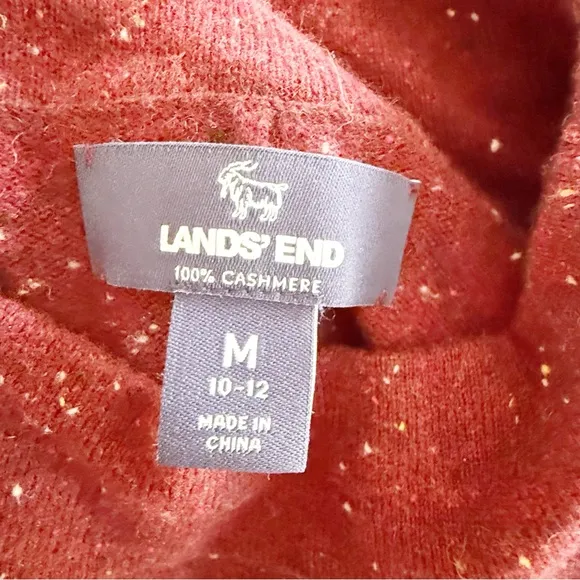 LANDS' END
100% CASHMERE
M
10-12
MADE IN
CHINA